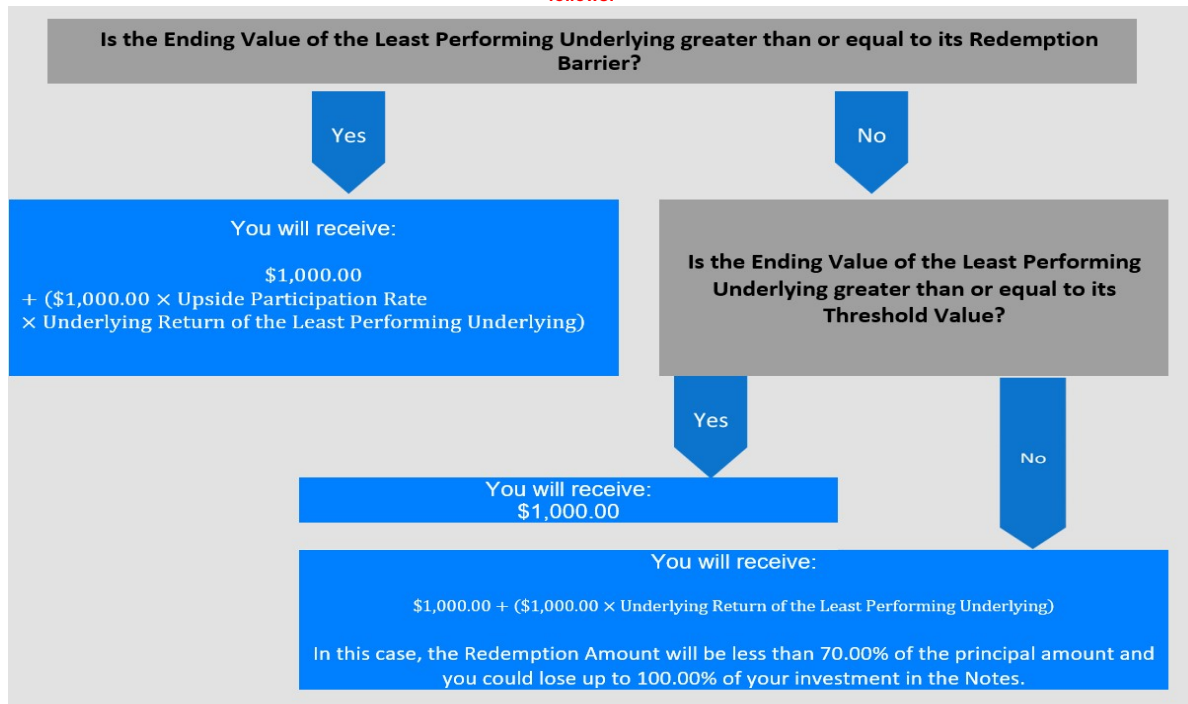 Is the Ending Value of the Least Performing Underlying greater than or equal to its Redemption
Barrier?
Yes
No
You will receive:
$1,000.00
+ ($1,000.00 × Upside Participation Rate
× Underlying Return of the Least Performing Underlying)
Is the Ending Value of the Least Performing
Underlying greater than or equal to its
Threshold Value?
Yes
No
You will receive:
$1,000.00
You will receive:
$1,000.00 + ($1,000.00 × Underlying Return of the Least Performing Underlying)
In this case, the Redemption Amount will be less than 70.00% of the principal amount and
you could lose up to 100.00% of your investment in the Notes.